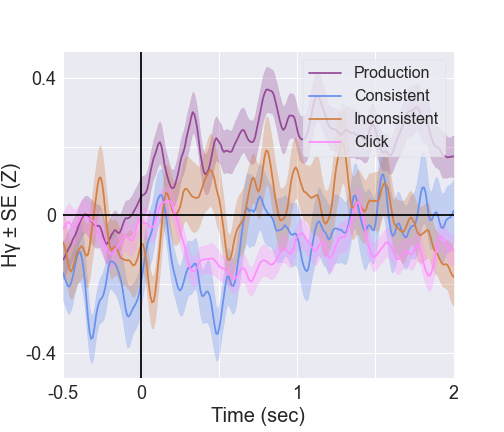 Production
Consistent
Inconsistent
Click
0.4
0
-0.4
Hγ ± SE (Z)
-0.5
0
1
2
Time (sec)